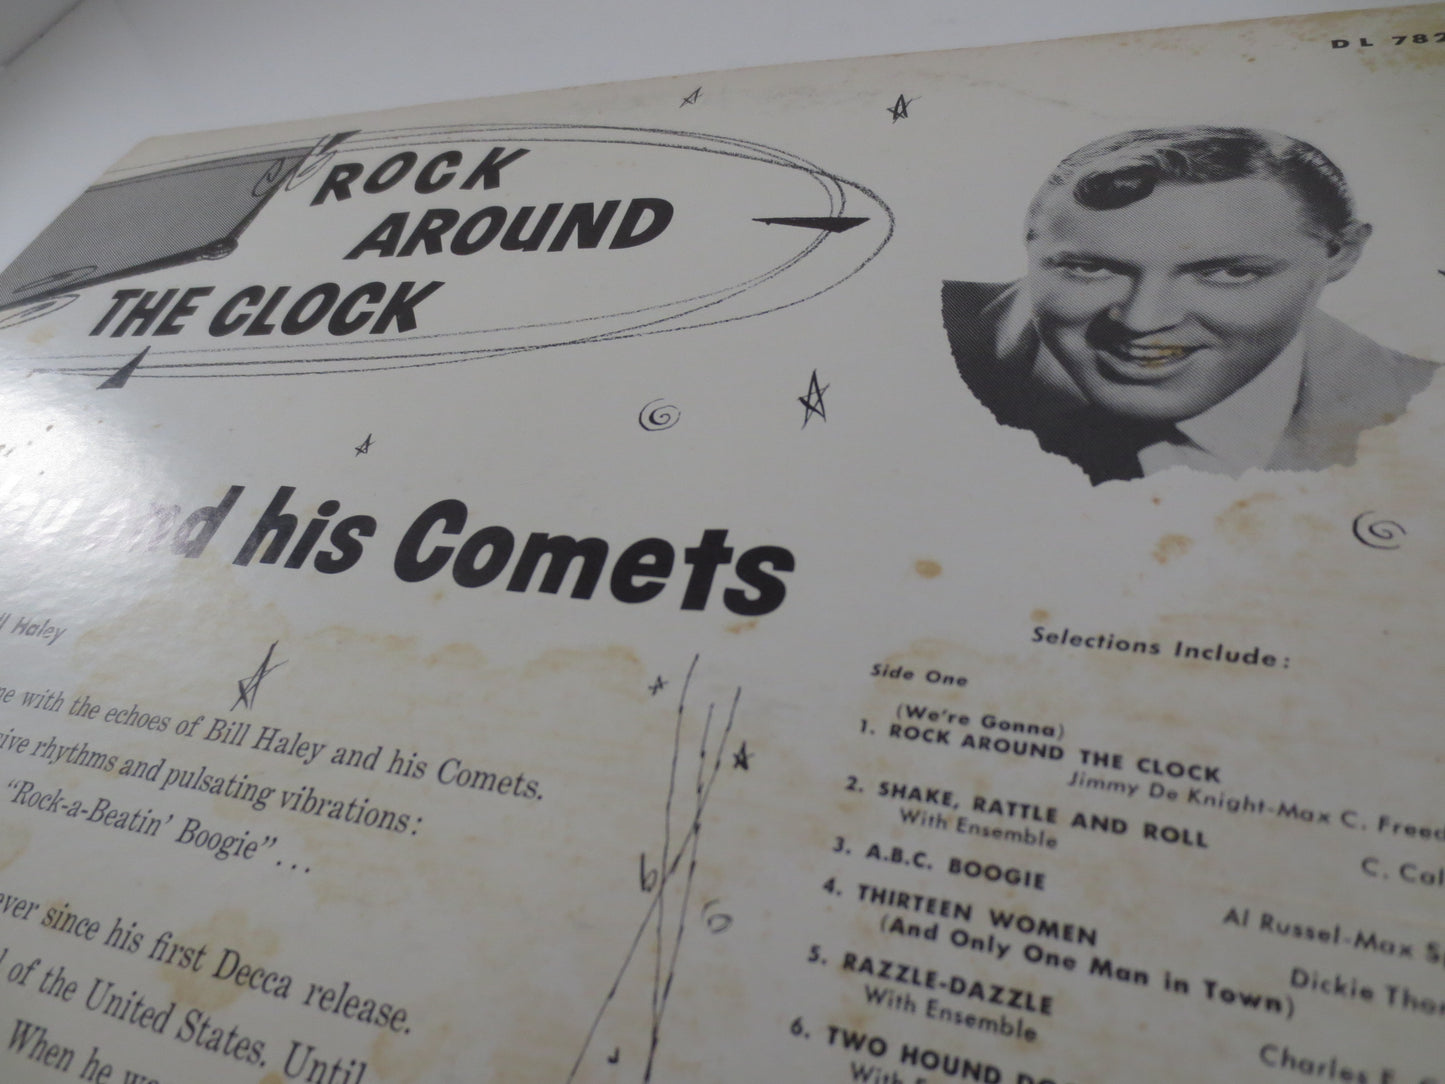 DL 782
ROCK
AROUND
THE CLOCK
and his Comets
Haley
with the echoes of Bill Haley and his Comets.
rhythms and pulsating vibrations:
"Rock-a-Beatin' Boogie"...
ever since his first Decca release.
of the United States. Until
When he
Selections Include:
Side One
(We're Gonna)
1. ROCK AROUND THE CLOCK
Jimmy De Knight-Max C. Freed
2. SHAKE, RATTLE AND ROLL
With Ensemble
C. Cal
3. A.B.C. BOOGIE
Al Russel-Max S
4. THIRTEEN WOMEN
(And Only One Man in Town)
Dickie Tho
5. RAZZLE-DAZZLE
With Ensemble
Charles E.
6. TWO HOUND DO
With